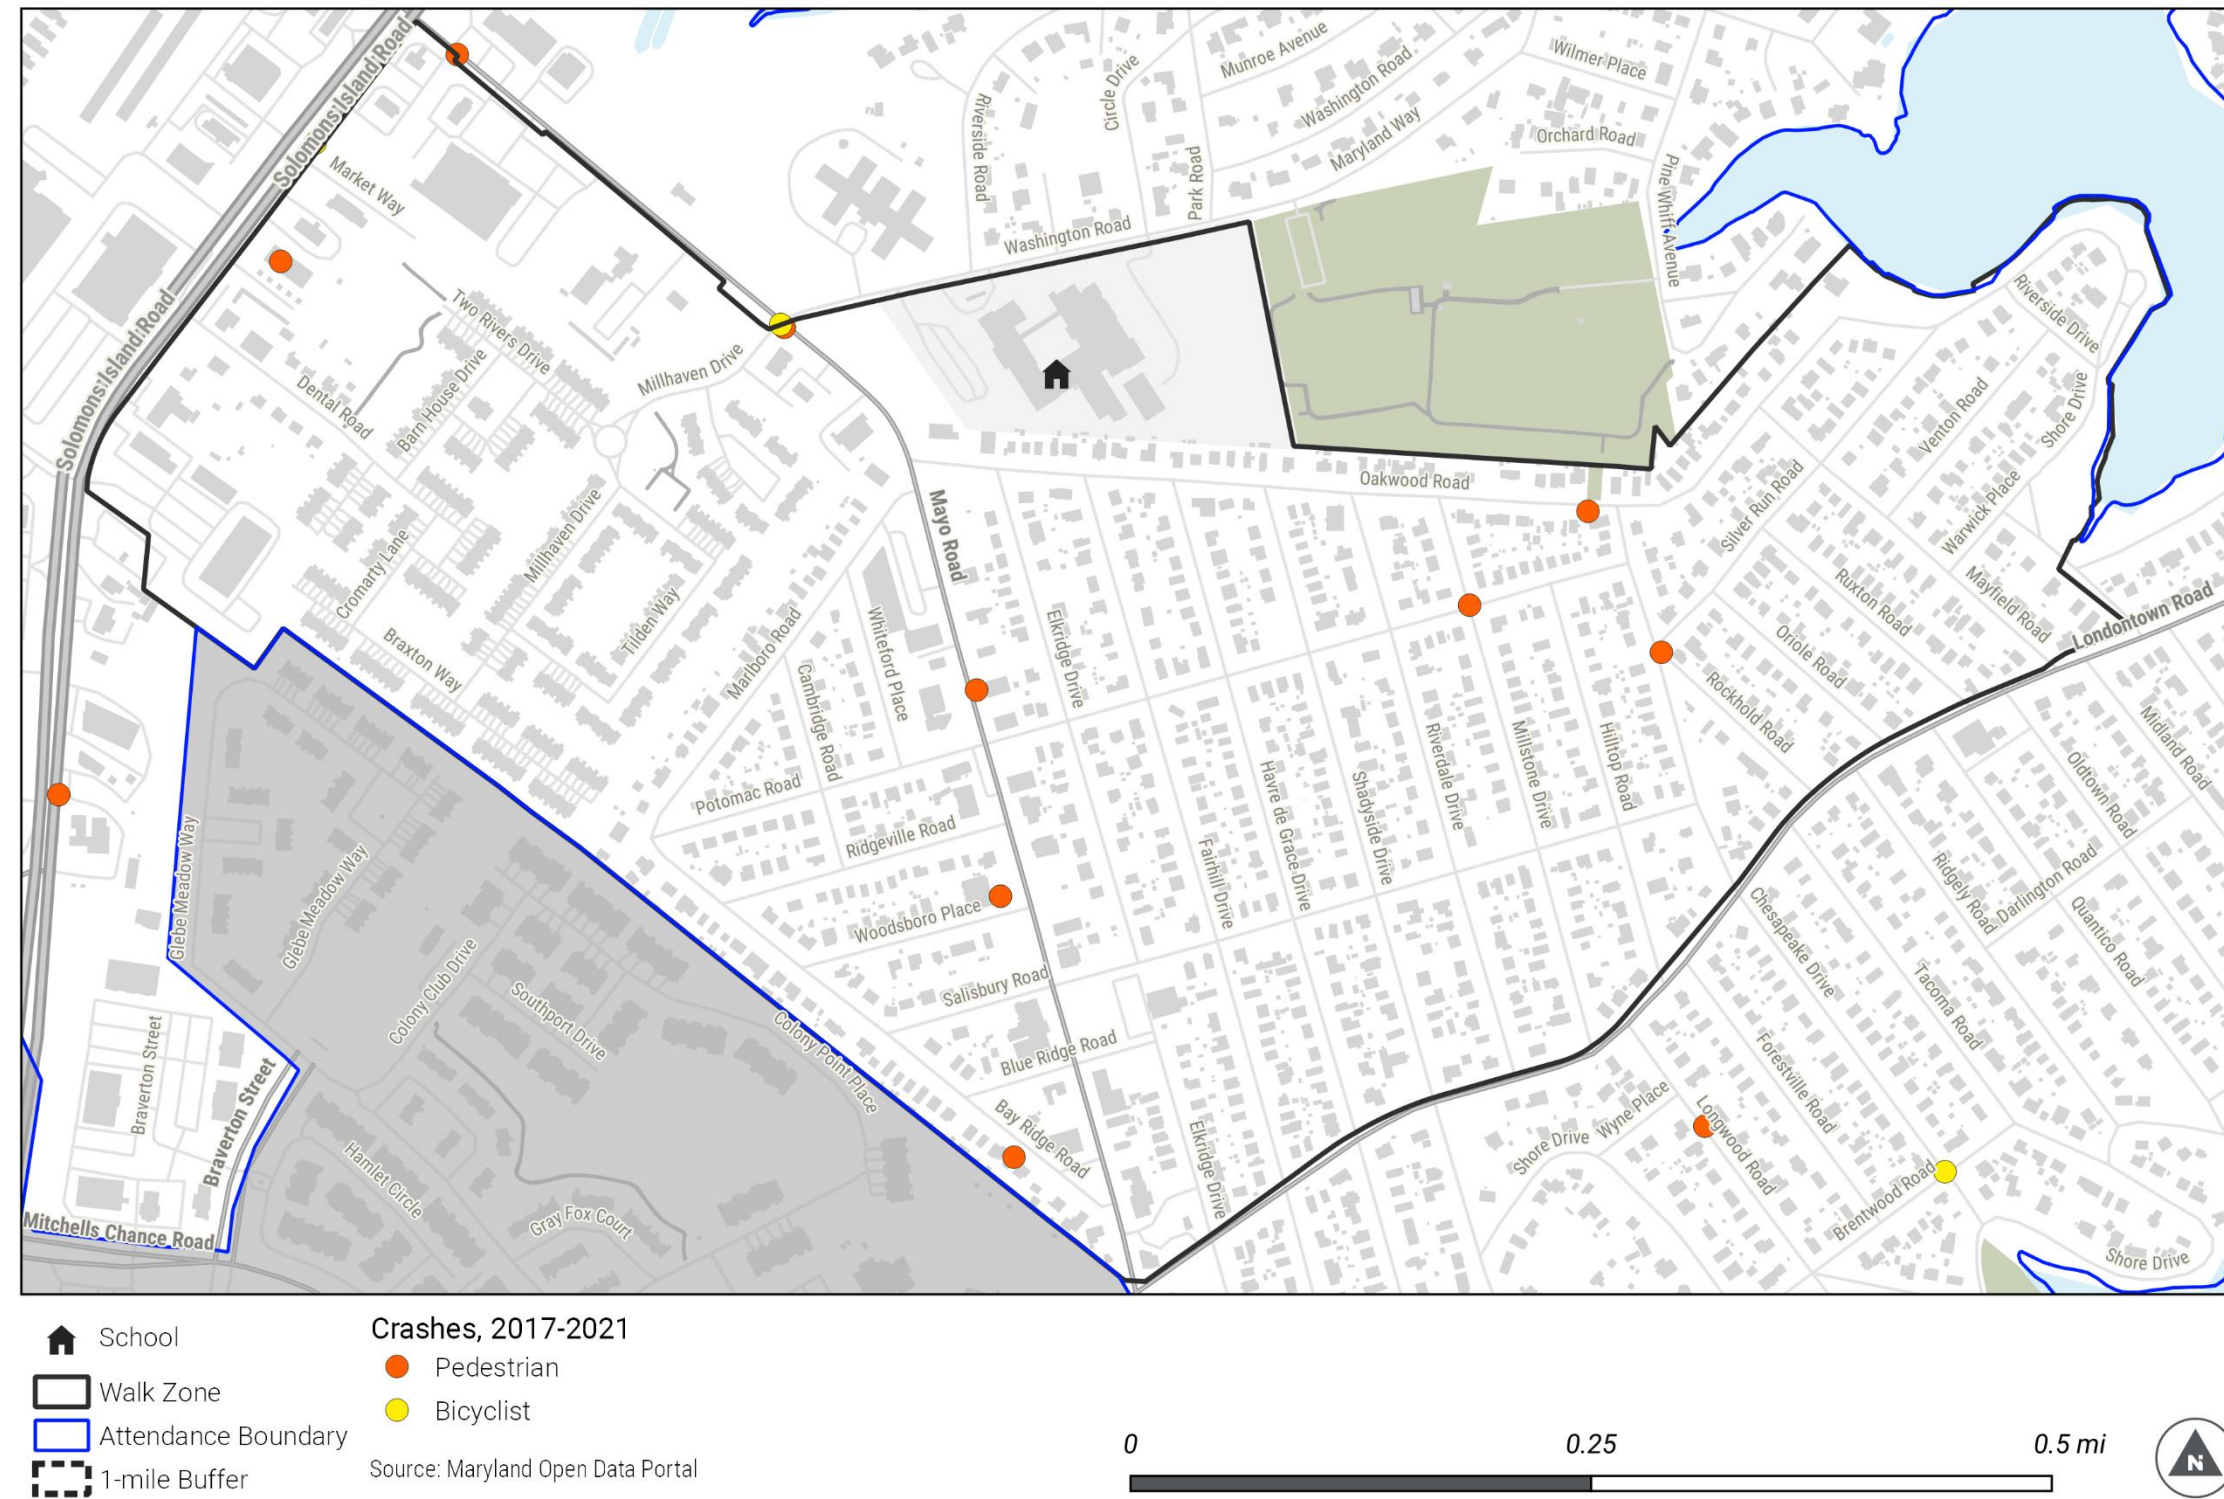 Solomons Island Road
Market Way
Solomons Island Road
Solomons Island Road
Riverside Road
Circle Drive
Munroe Avenue
Washington Road
Maryland Way
Wilmer Place
Orchard Road
Park Road
Washington Road
Pine Whiff Avenue
Two Rivers Drive
Barn House Drive
Dental Road
Millhaven Drive
Riverside Drive
Venton Road
Shore Drive
Oakwood Road
Mayo Road
Silver Run Road
Warwick Place
Millhaven Drive
Cromarty Lane
Tilden Way
Braxton Way
Marlboro Road
Whiteford Place
Cambridge Road
Elkridge Drive
Ruxton Road
Mayfield Road
Oriole Road
Londontown Road
Rockhold Road
Midland Road
Potomac Road
Ridgeville Road
Woodsboro Place
Salisbury Road
Blue Ridge Road
Bay Ridge Road
Havre de Grace Drive
Fairhill Drive
Shadyside Drive
Riverdale Drive
Millstone Drive
Hilltop Road
Oldtown Road
Ridgely Road
Darlington Road
Quantico Road
Chesapeake Drive
Tacoma Road
Forestville Road
Glebe Meadow Way
Glebe Meadow Way
Colony Club Drive
Southport Drive
Colony Point Place
Braverton Street
Braverton Street
Hamlet Circle
Gray Fox Court
Mitchells Chance Road
Elkridge Drive
Shore Drive
Wyne Place
Longwood Road
Brentwood Road
Shore Drive
School
Walk Zone
Attendance Boundary
1-mile Buffer
Crashes, 2017-2021
Pedestrian
Bicyclist
Source: Maryland Open Data Portal
0 0.25 0.5 mi
N